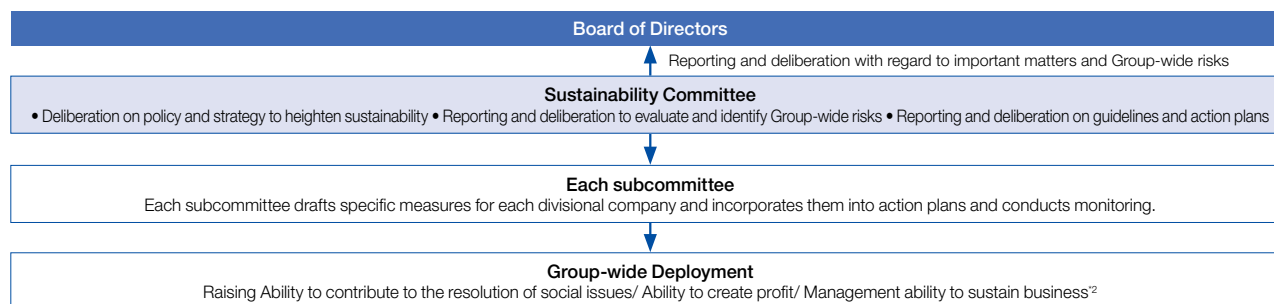 Board of Directors
Reporting and deliberation with regard to important matters and Group-wide risks
Sustainability Committee
• Deliberation on policy and strategy to heighten sustainability • Reporting and deliberation to evaluate and identify Group-wide risks • Reporting and deliberation on guidelines and action plans
Each subcommittee
Each subcommittee drafts specific measures for each divisional company and incorporates them into action plans and conducts monitoring.
Group-wide Deployment
Raising Ability to contribute to the resolution of social issues/ Ability to create profit/ Management ability to sustain business*2